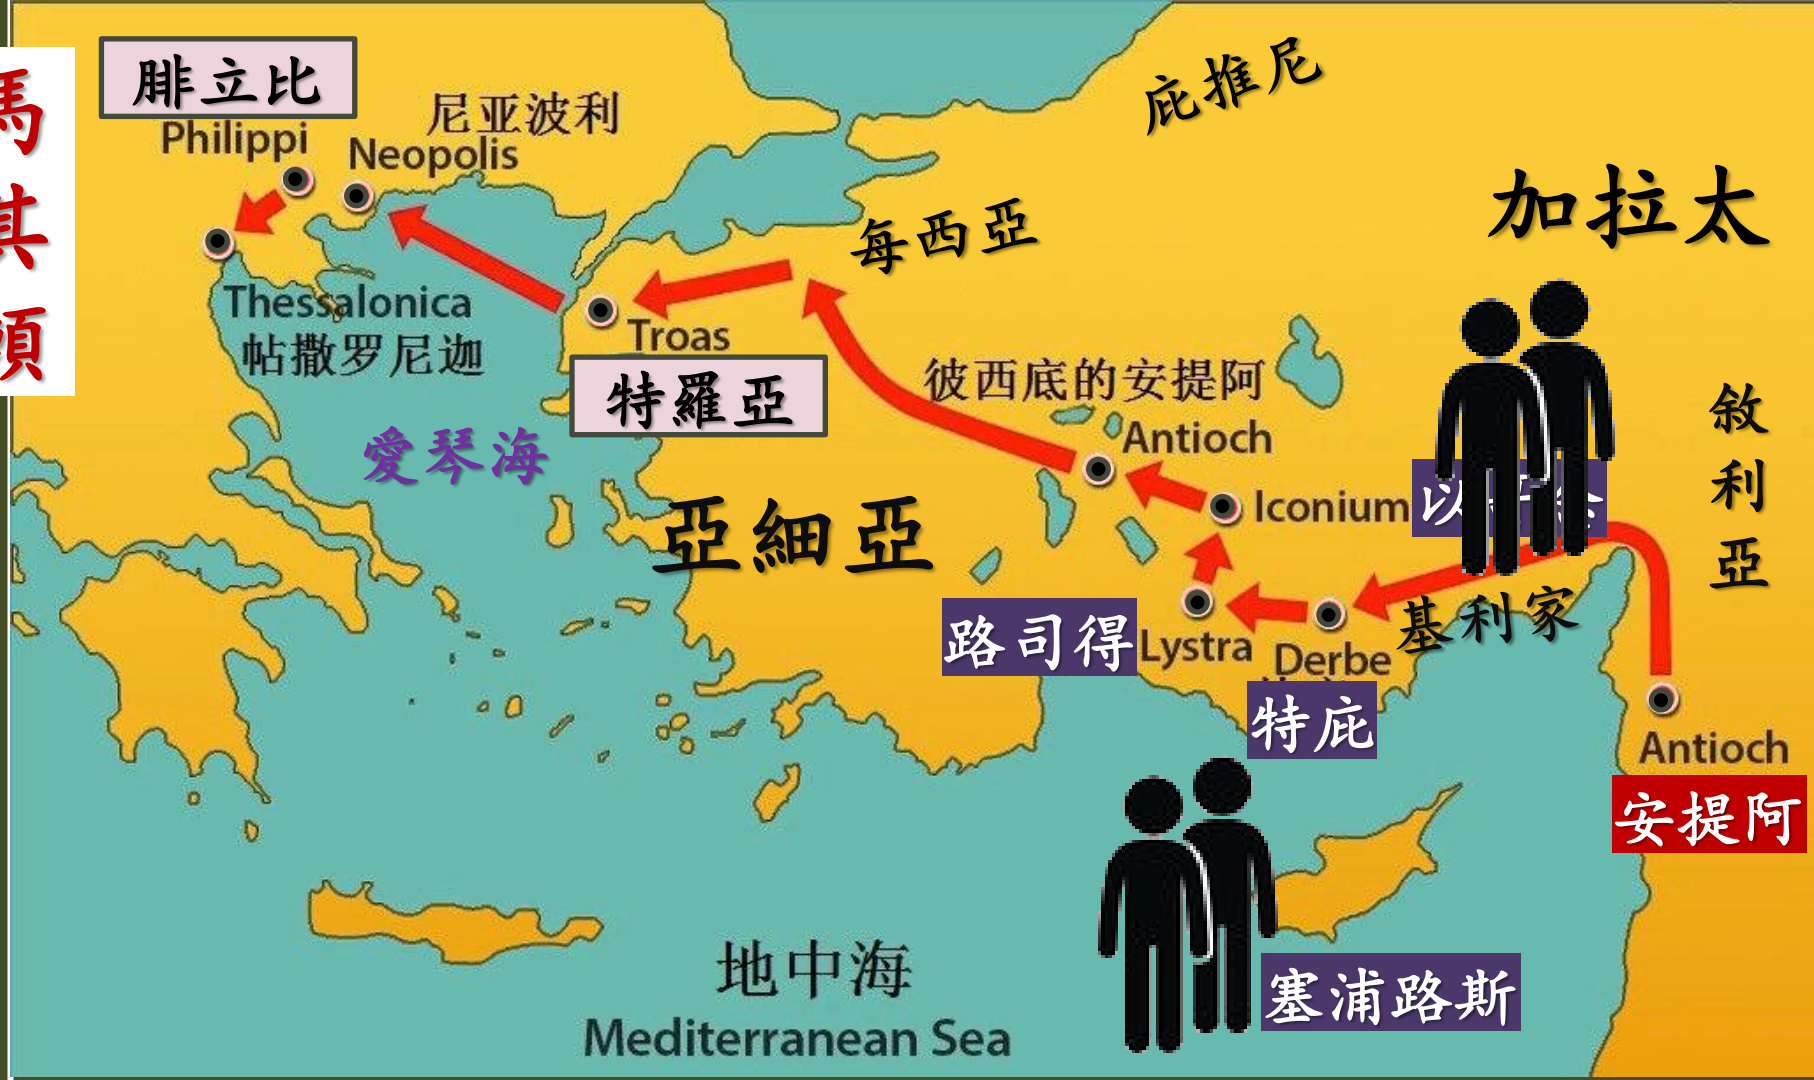 馬其頓
腓立比
Philippi
尼亚波利
Neopolis
庇推尼
加拉太
每西亞
Thessalonica
帖撒罗尼迦
Troas
特羅亞
彼西底的安提阿
Antioch
愛琴海
亞細亞
Iconium
以
敘利亞
基利家
路司得
Lystra
Derbe
特庇
Antioch
安提阿
地中海
Mediterranean Sea
塞浦路斯